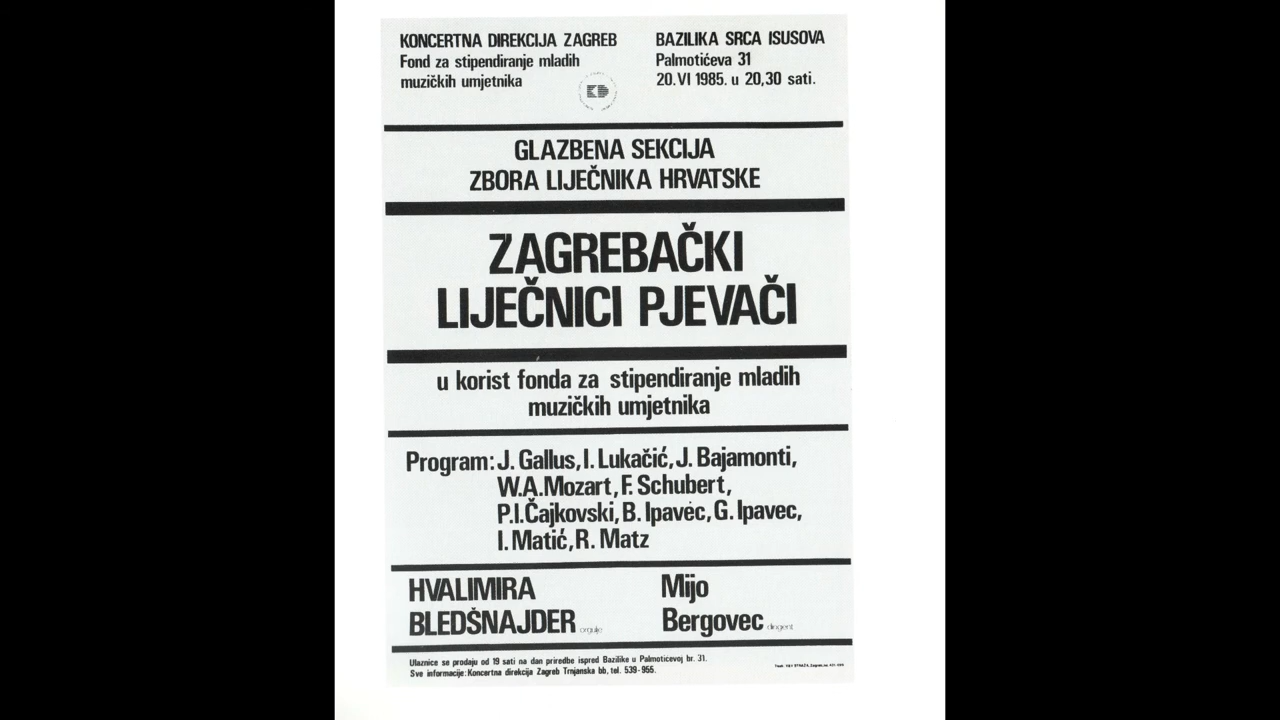 KONCERTNA DIREKCIJA ZAGREB
Fond za stipendiranje mladih
muzičkih umjetnika
KD
BAZILIKA SRCA ISUSOVA
Palmotićeva 31
20. VI 1985. u 20,30 sati.
GLAZBENA SEKCIJA
ZBORA LIJEČNIKA HRVATSKE
ZAGREBAČKI
LIJEČNICI PJEVAČI
u korist fonda za stipendiranje mladih
muzičkih umjetnika
Program: J. Gallus, I. Lukačić, J. Bajamonti,
W.A. Mozart, F. Schubert,
P.I. Čajkovski, B. Ipavec, G. Ipavec,
I. Matić, R. Matz
HVALIMIRA
BLEDŠNAJDER orgulje
Mijo
Bergovec dirigent
Ulaznice se prodaju od 19 sati na dan priredbe ispred Bazilike u Palmotićevoj br. 31.
Sve informacije: Koncertna direkcija Zagreb Trnjanska bb, tel. 539-955.